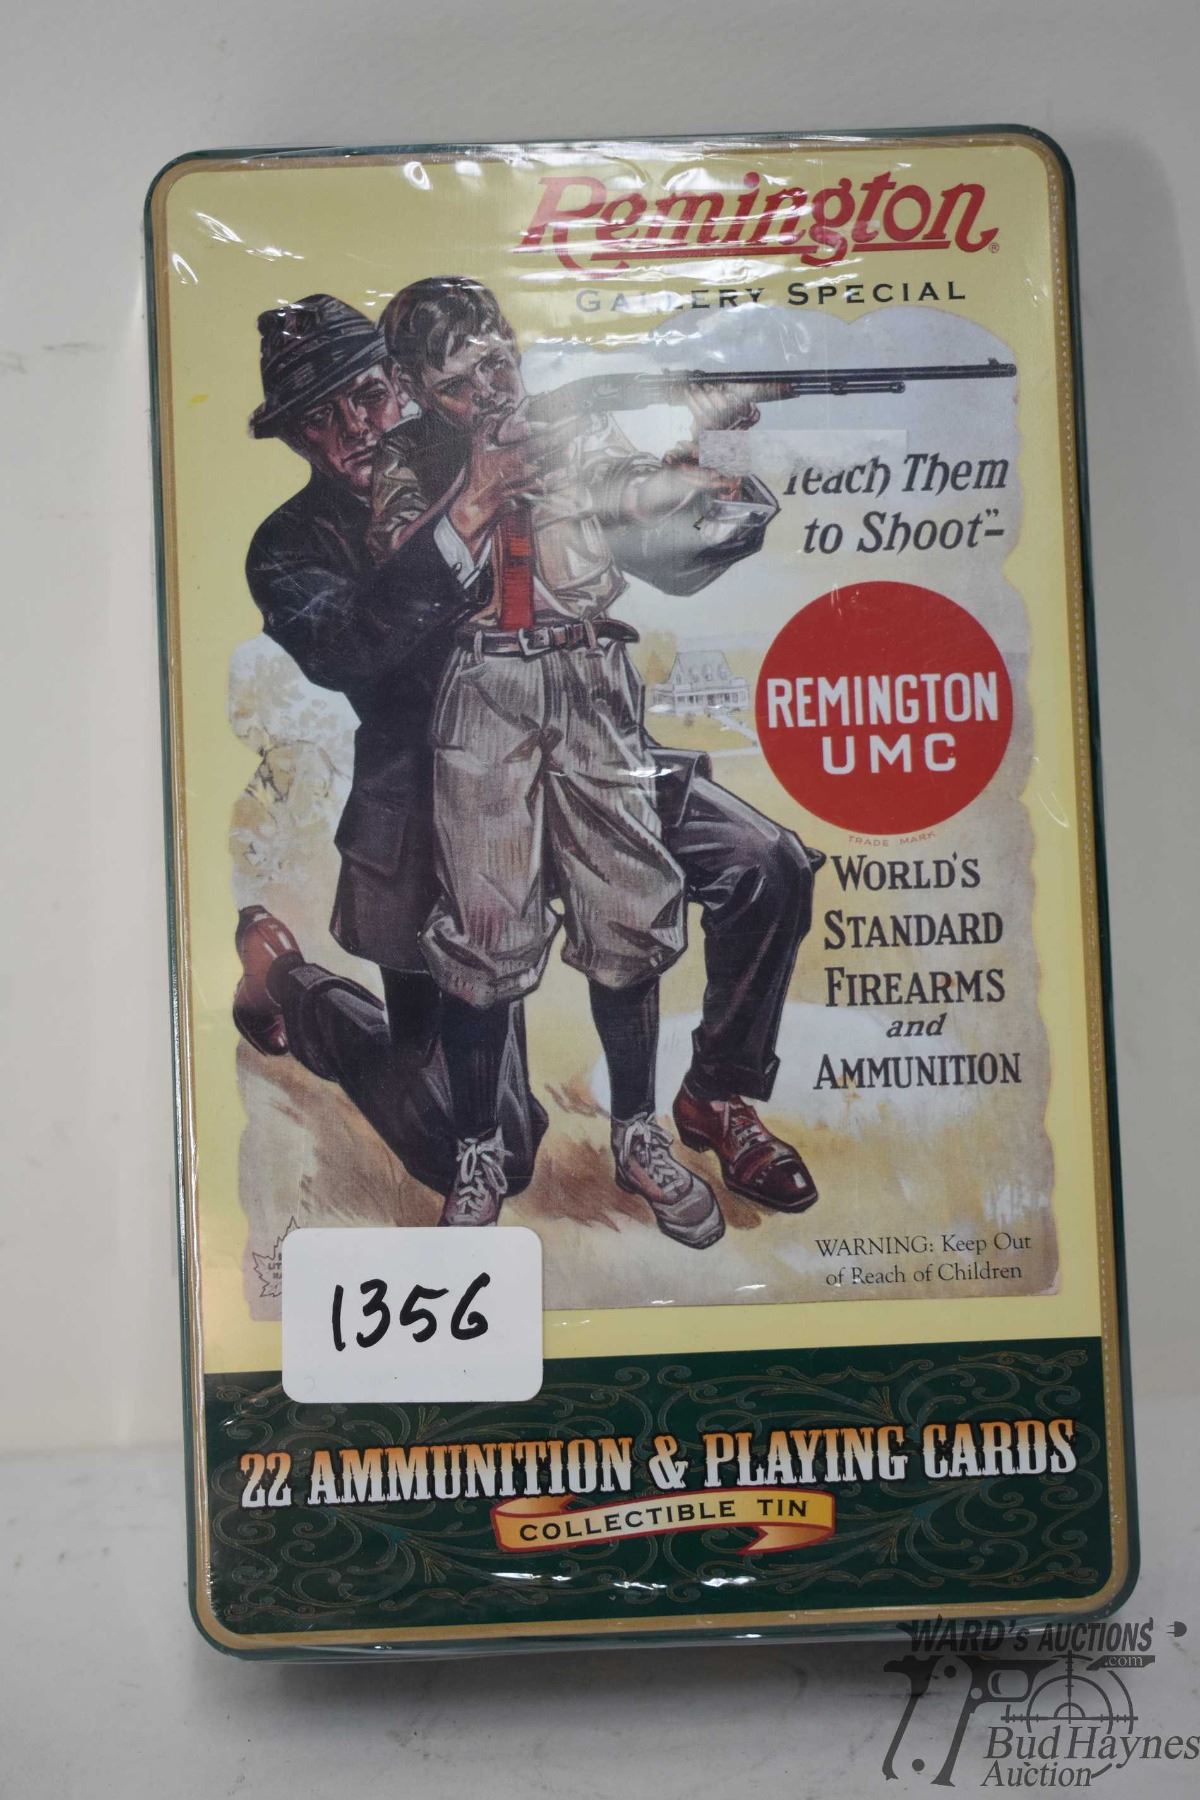 Remington®
GALLERY SPECIAL
Teach Them
to Shoot"-
REMINGTON
UMC
TRADE MARK
WORLD'S
STANDARD
FIREARMS
and
AMMUNITION
WARNING: Keep Out
of Reach of Children
1356
22 AMMUNITION & PLAYING CARDS
COLLECTIBLE TIN
WARD's AUCTIONS
.com
Bud Haynes
Auction